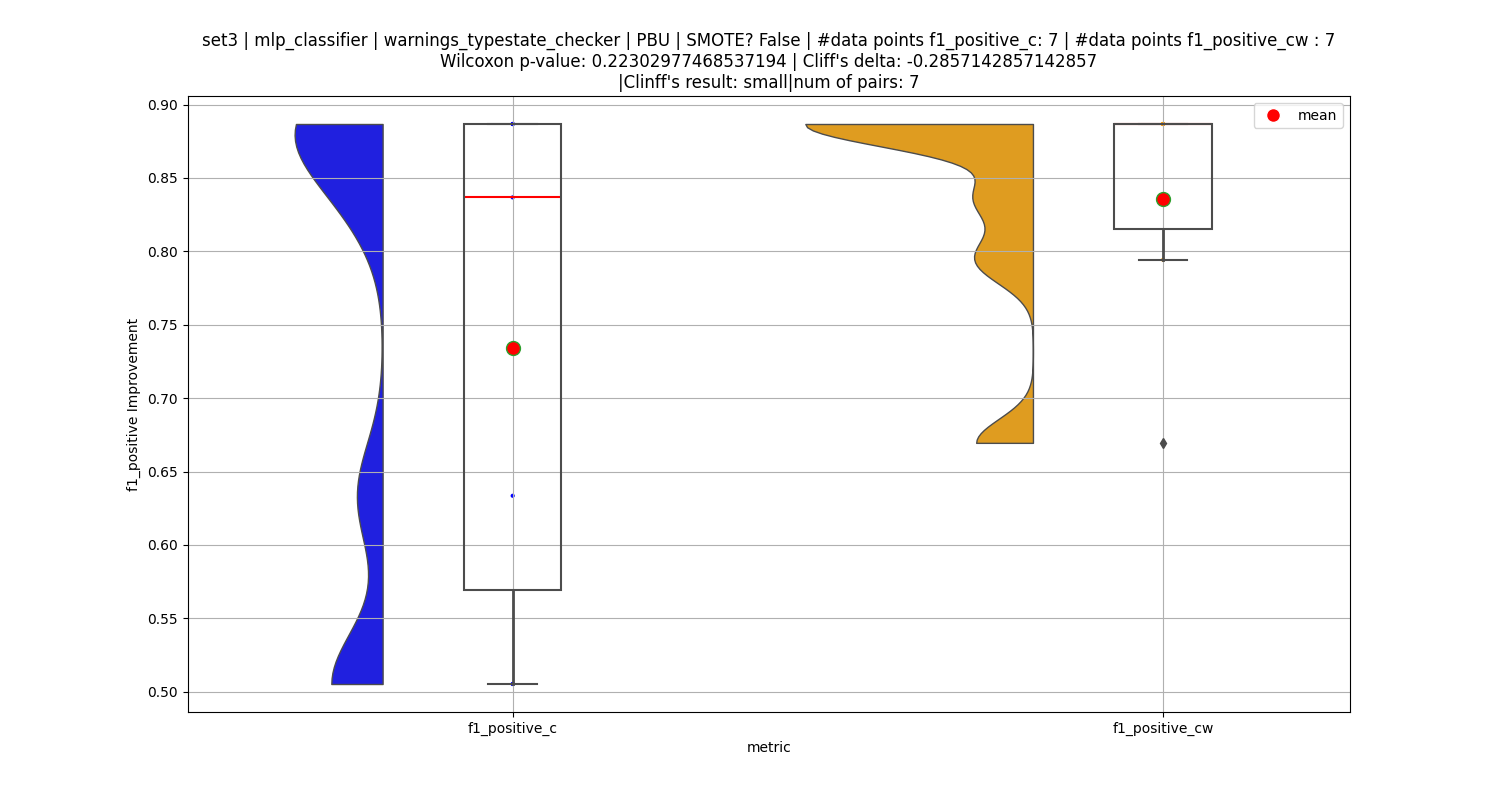 set3 | mlp_classifier | warnings_typestate_checker | PBU | SMOTE? False | #data points f1_positive_c: 7 | #data points f1_positive_cw : 7
Wilcoxon p-value: 0.22302977468537194 | Cliff's delta: -0.2857142857142857
|Clinff's result: small|num of pairs: 7
mean
f1_positive Improvement
0.90
0.85
0.80
0.75
0.70
0.65
0.60
0.55
0.50
f1_positive_c
f1_positive_cw
metric